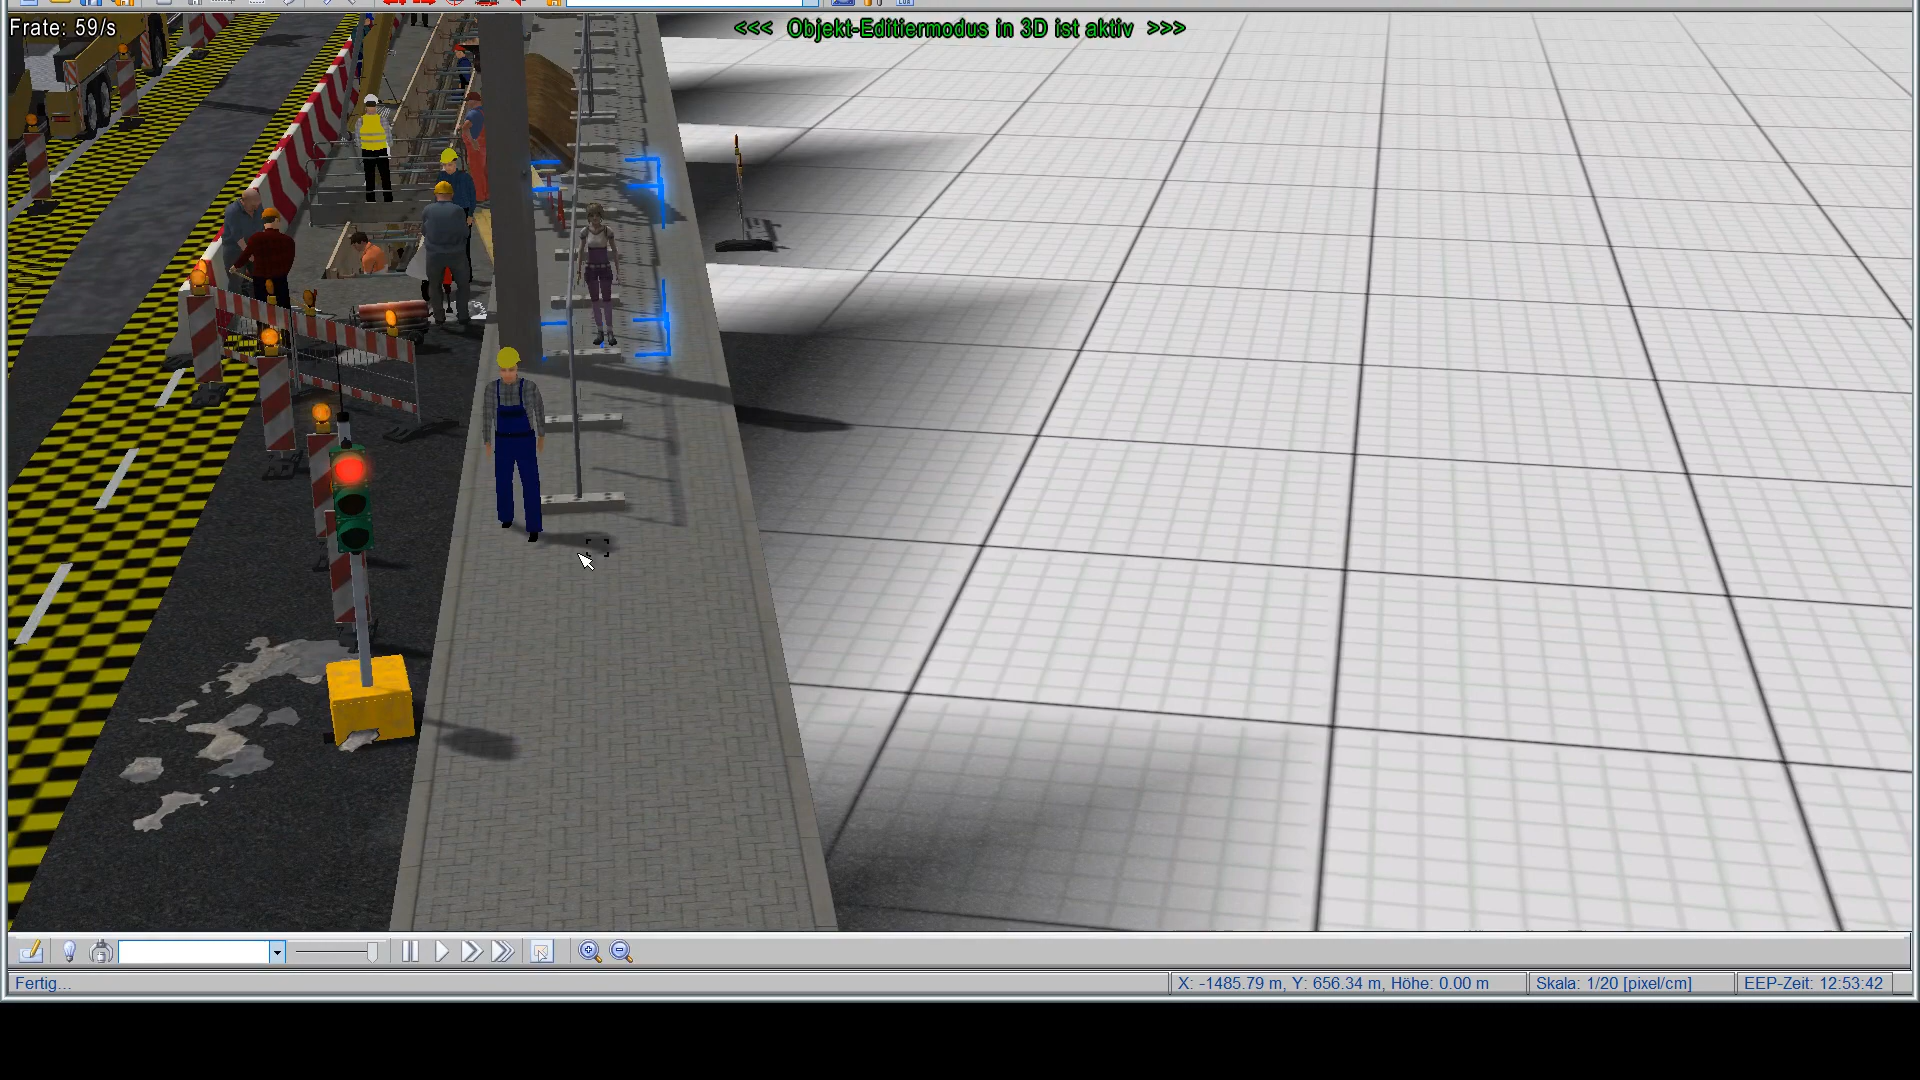 Frate: 59/s
<<< Objekt-Editiermodus in 3D ist aktiv >>>
Fertig...
X: -1485.79 m, Y: 656.34 m, Höhe: 0.00 m
Skala: 1/20 [pixel/cm]
EEP-Zeit: 12:53:42